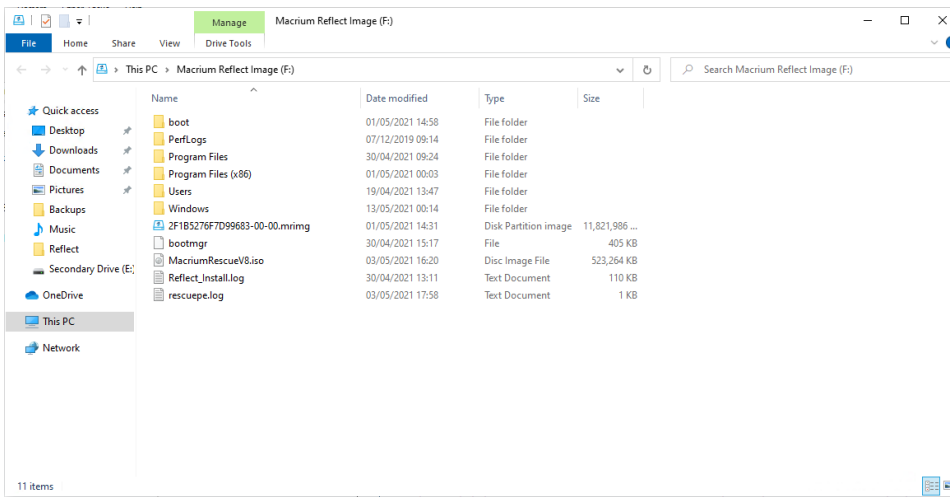 Manage
Macrium Reflect Image (F:)
File
Home
Share
View
Drive Tools
This PC > Macrium Reflect Image (F:)
Search Macrium Reflect Image (F:)
Quick access
Desktop
Downloads
Documents
Pictures
Backups
Music
Reflect
Secondary Drive (E:)
OneDrive
This PC
Network
Name Date modified Type Size
boot 01/05/2021 14:58 File folder
PerfLogs 07/12/2019 09:14 File folder
Program Files 30/04/2021 09:24 File folder
Program Files (x86) 01/05/2021 00:03 File folder
Users 19/04/2021 13:47 File folder
Windows 13/05/2021 00:14 File folder
2F1B5276F7D99683-00-00.mrimg 01/05/2021 14:31 Disk Partition image 11,821,986 ...
bootmgr 30/04/2021 15:17 File 405 KB
MacriumRescueV8.iso 03/05/2021 16:20 Disc Image File 523,264 KB
Reflect_Install.log 30/04/2021 13:11 Text Document 110 KB
rescuepe.log 03/05/2021 17:58 Text Document 1 KB
11 items